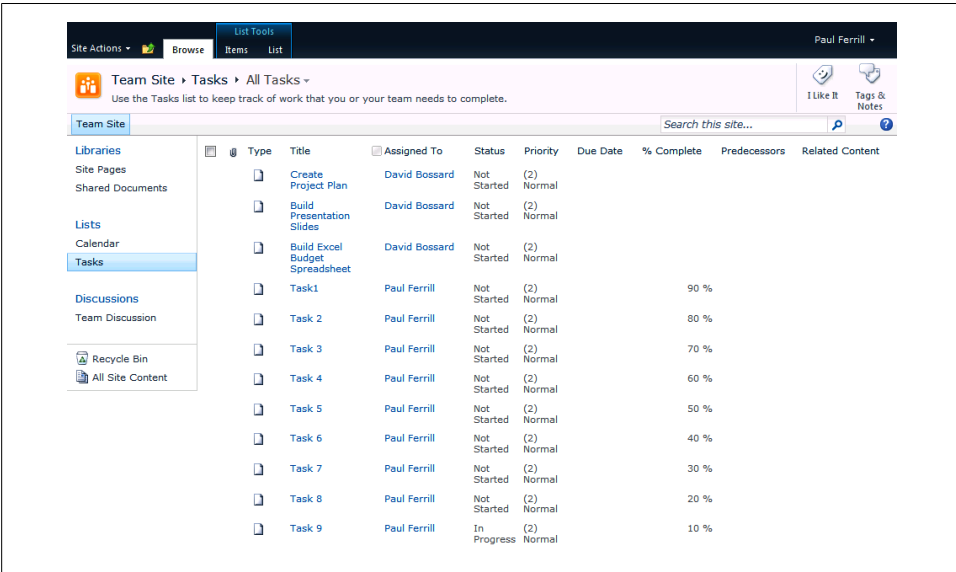 List Tools
Paul Ferrill
Site Actions Browse Items List
Team Site Tasks All Tasks
Use the Tasks list to keep track of work that you or your team needs to complete.
I Like It
Tags &
Notes
Team Site
Search this site...
Libraries
Site Pages
Shared Documents
Lists
Calendar
Tasks
Discussions
Team Discussion
Recycle Bin
All Site Content
Type Title Assigned To Status Priority Due Date % Complete Predecessors Related Content
Create David Bossard Not (2)
Project Plan Started Normal
Build David Bossard Not (2)
Presentation Started Normal
Slides
Build Excel David Bossard Not (2)
Budget Started Normal
Spreadsheet
Task1 Paul Ferrill Not (2) 90 %
Started Normal
Task 2 Paul Ferrill Not (2) 80 %
Started Normal
Task 3 Paul Ferrill Not (2) 70 %
Started Normal
Task 4 Paul Ferrill Not (2) 60 %
Started Normal
Task 5 Paul Ferrill Not (2) 50 %
Started Normal
Task 6 Paul Ferrill Not (2) 40 %
Started Normal
Task 7 Paul Ferrill Not (2) 30 %
Started Normal
Task 8 Paul Ferrill Not (2) 20 %
Started Normal
Task 9 Paul Ferrill In (2) 10 %
Progress Normal